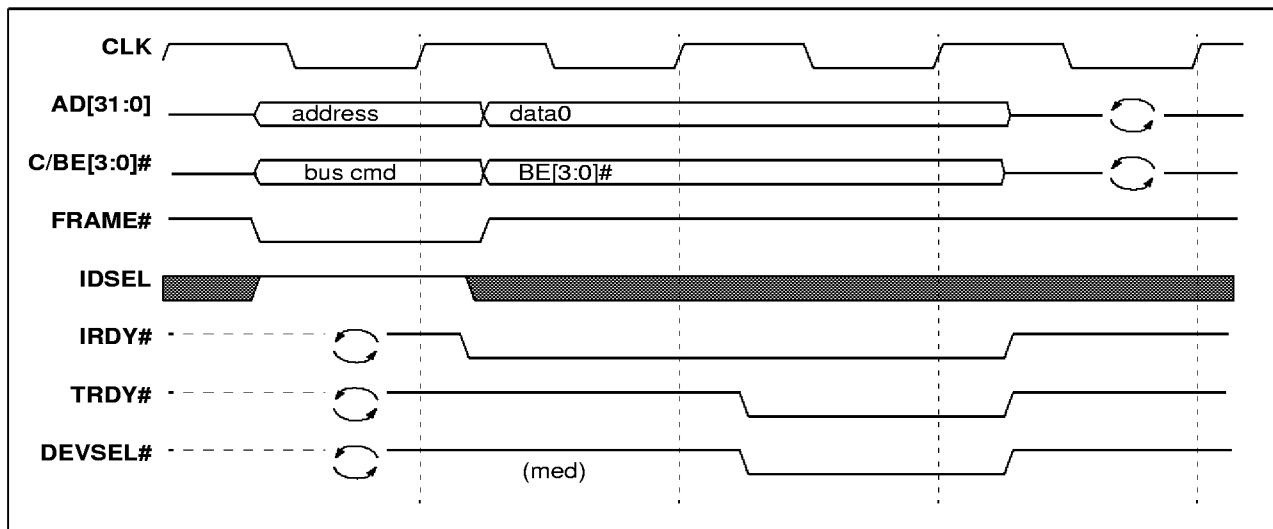 CLK
AD[31:0]
address data0
C/BE[3:0]#
bus cmd BE[3:0]#
FRAME#
IDSEL
IRDY#
TRDY#
DEVSEL#
(med)